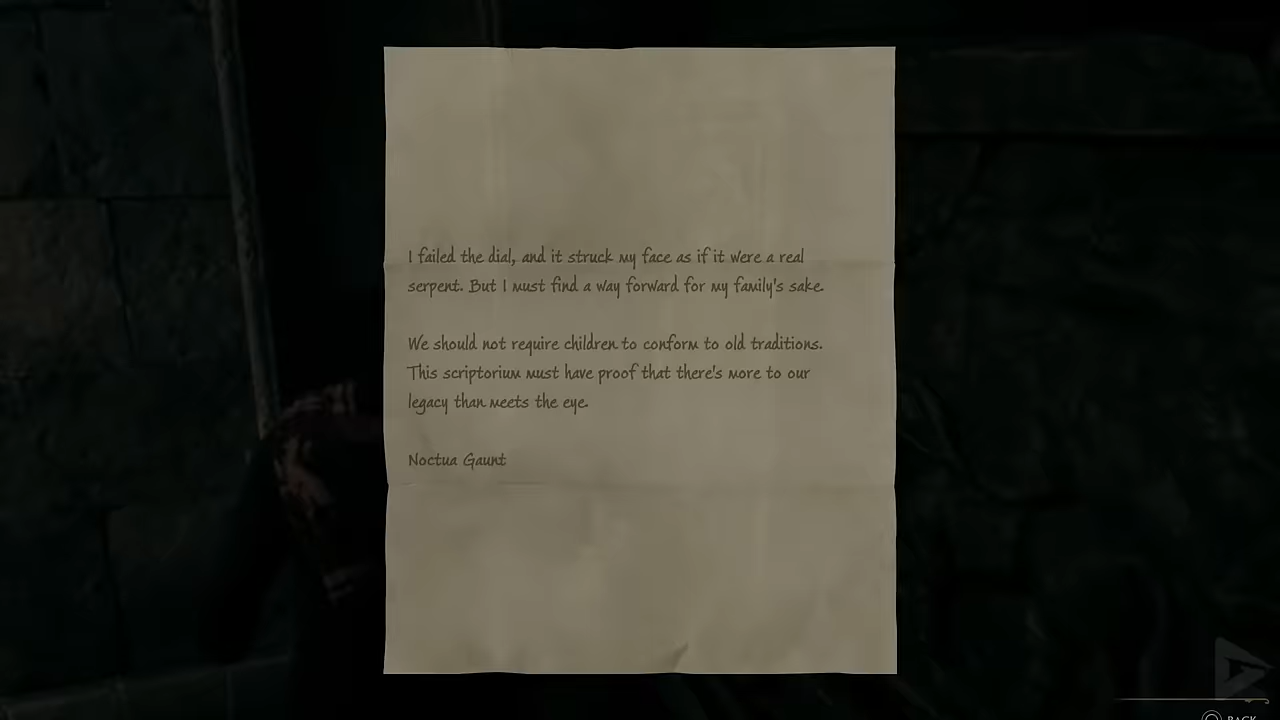 I failed the dial, and it struck my face as if it were a real
serpent. But I must find a way forward for my family's sake.
We should not require children to conform to old traditions.
This scriptorium must have proof that there's more to our
legacy than meets the eye.
Noctua Gaunt
BACK